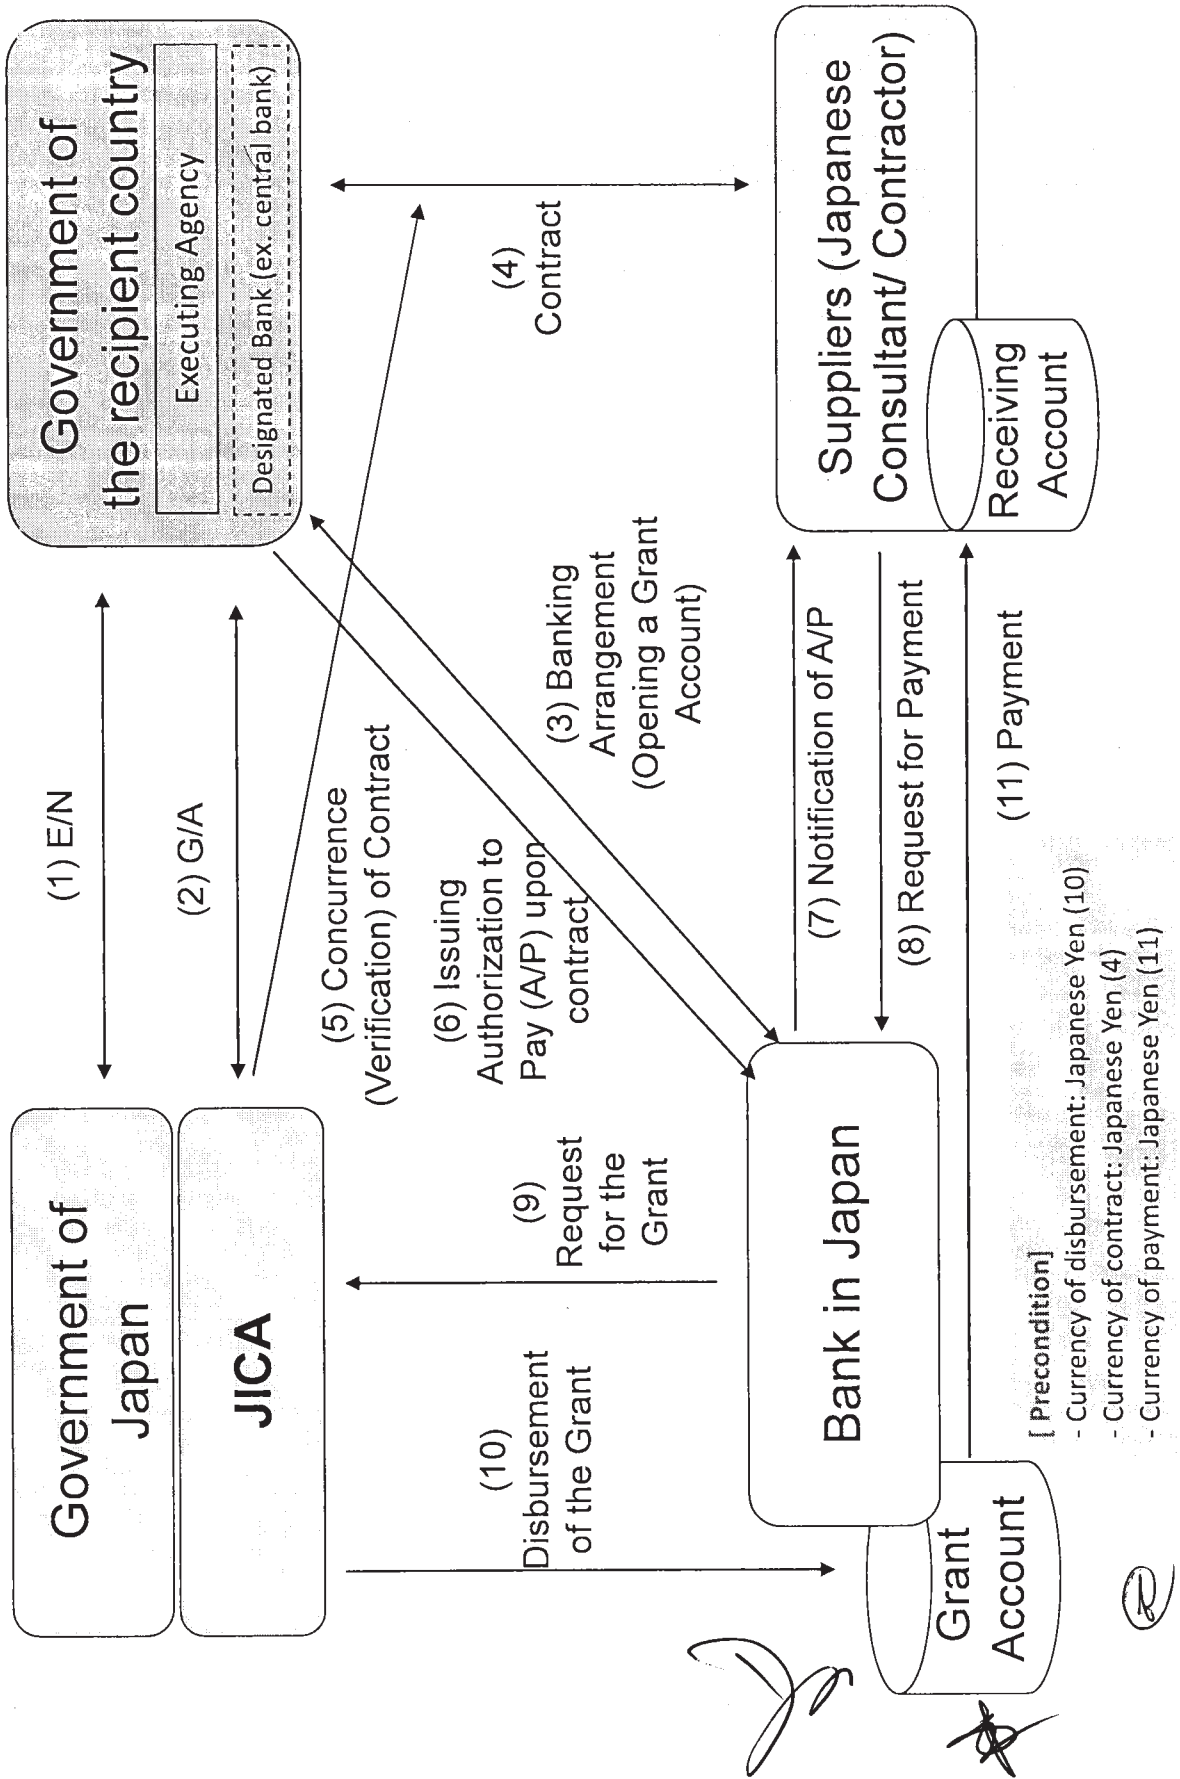 Government of
Japan
JICA
(1) E/N
(2) G/A
Government of
the recipient country
Executing Agency
Designated Bank (ex. central bank)
(5) Concurrence
(Verification) of Contract
(6) Issuing
Authorization to
Pay (A/P) upon
contract
(3) Banking
Arrangement
(Opening a Grant
Account)
(4)
Contract
(10)
Disbursement
of the Grant
(9)
Request
for the
Grant
Bank in Japan
Grant
Account
(7) Notification of A/P
(8) Request for Payment
(11) Payment
Suppliers (Japanese
Consultant/ Contractor)
Receiving
Account
[ Precondition]
- Currency of disbursement: Japanese Yen (10)
- Currency of contract: Japanese Yen (4)
- Currency of payment: Japanese Yen (11)